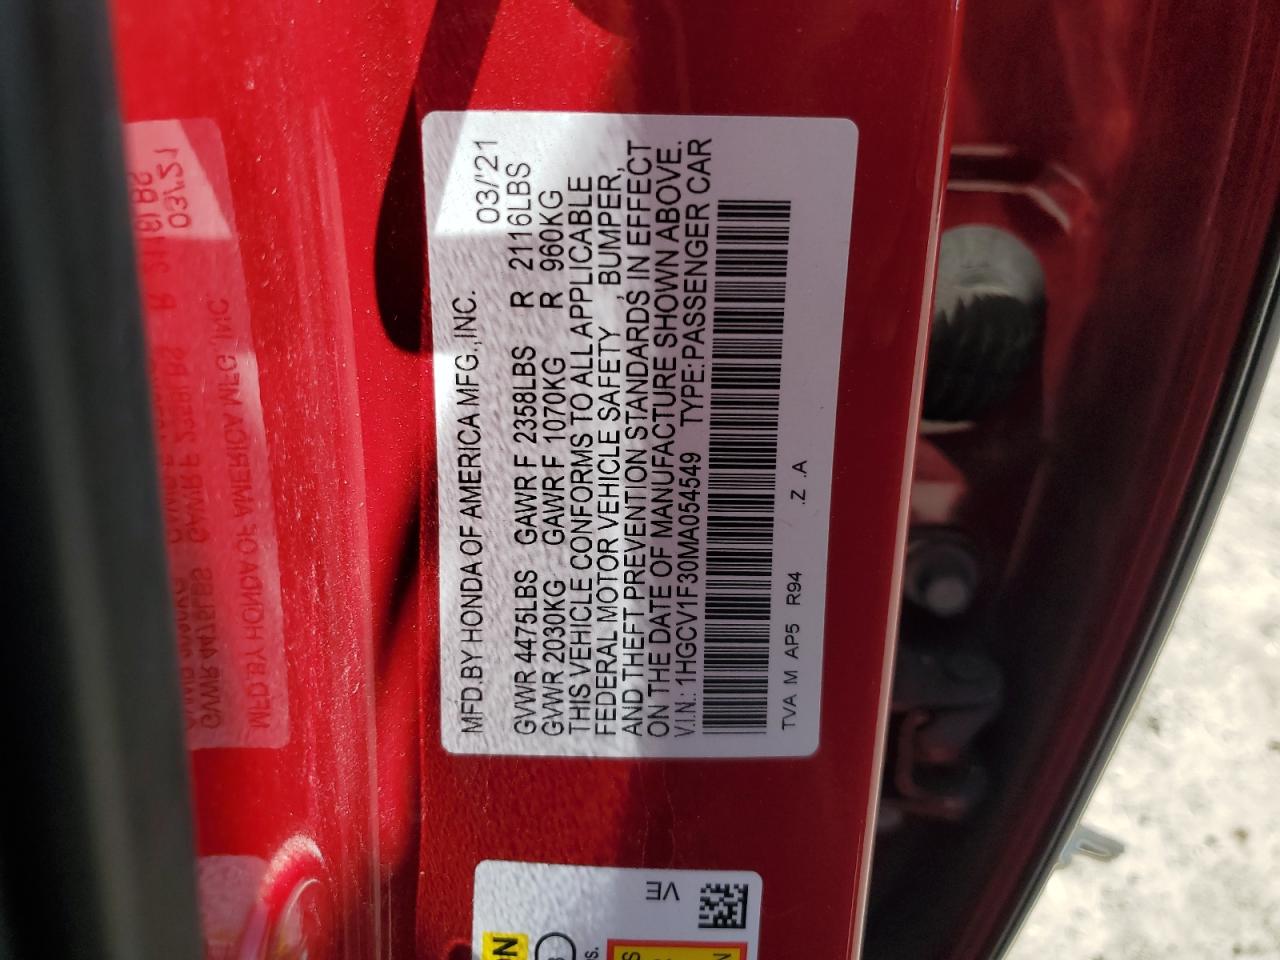 MFD.BY HONDA OF AMERICA MFG.,INC. 03/'21
GVWR 4475LBS GAWR F 2358LBS R 2116LBS
GVWR 2030KG GAWR F 1070KG R 960KG
THIS VEHICLE CONFORMS TO ALL APPLICABLE
FEDERAL MOTOR VEHICLE SAFETY , BUMPER,
AND THEFT PREVENTION STANDARDS IN EFFECT
ON THE DATE OF MANUFACTURE SHOWN ABOVE.
V.I.N.: 1HGCV1F30MA054549 TYPE:PASSENGER CAR
TVA M AP5 R94 .Z .A
VE